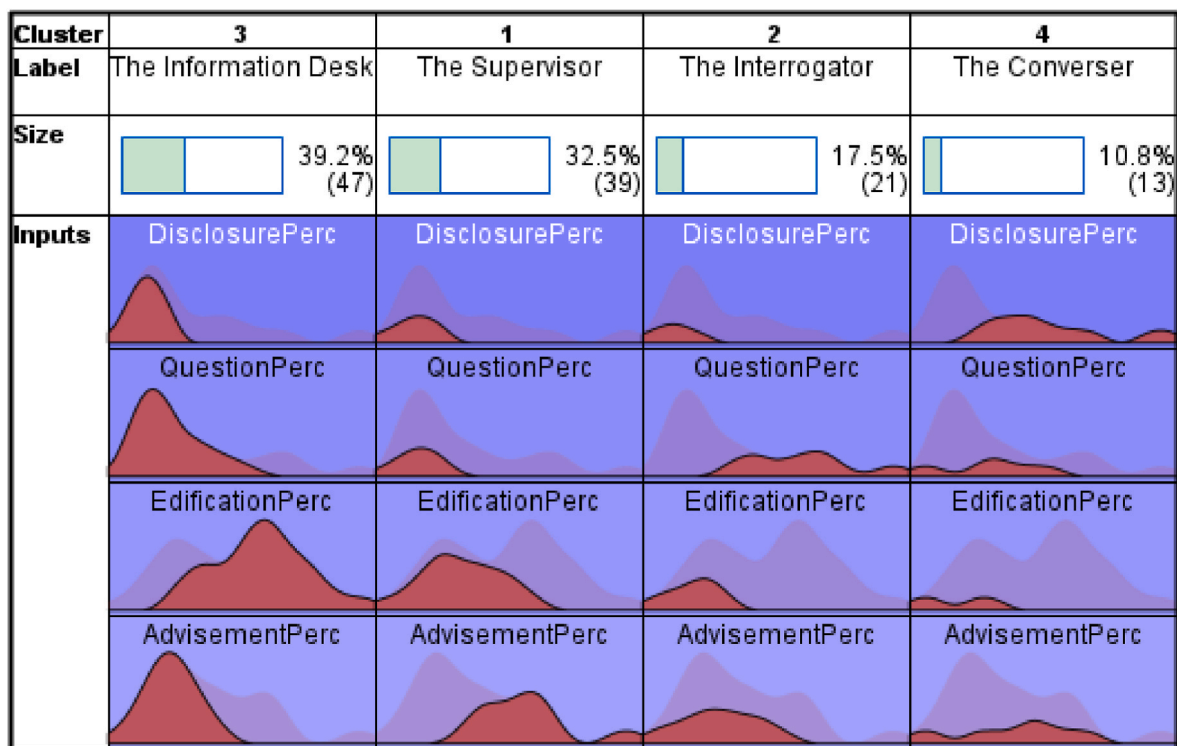 Cluster 3 1 2 4
Label The Information Desk The Supervisor The Interrogator The Converser
Size
39.2% 32.5% 17.5% 10.8%
(47) (39) (21) (13)
Inputs DisclosurePerc DisclosurePerc DisclosurePerc DisclosurePerc
QuestionPerc QuestionPerc QuestionPerc QuestionPerc
EdificationPerc EdificationPerc EdificationPerc EdificationPerc
AdvisementPerc AdvisementPerc AdvisementPerc AdvisementPerc